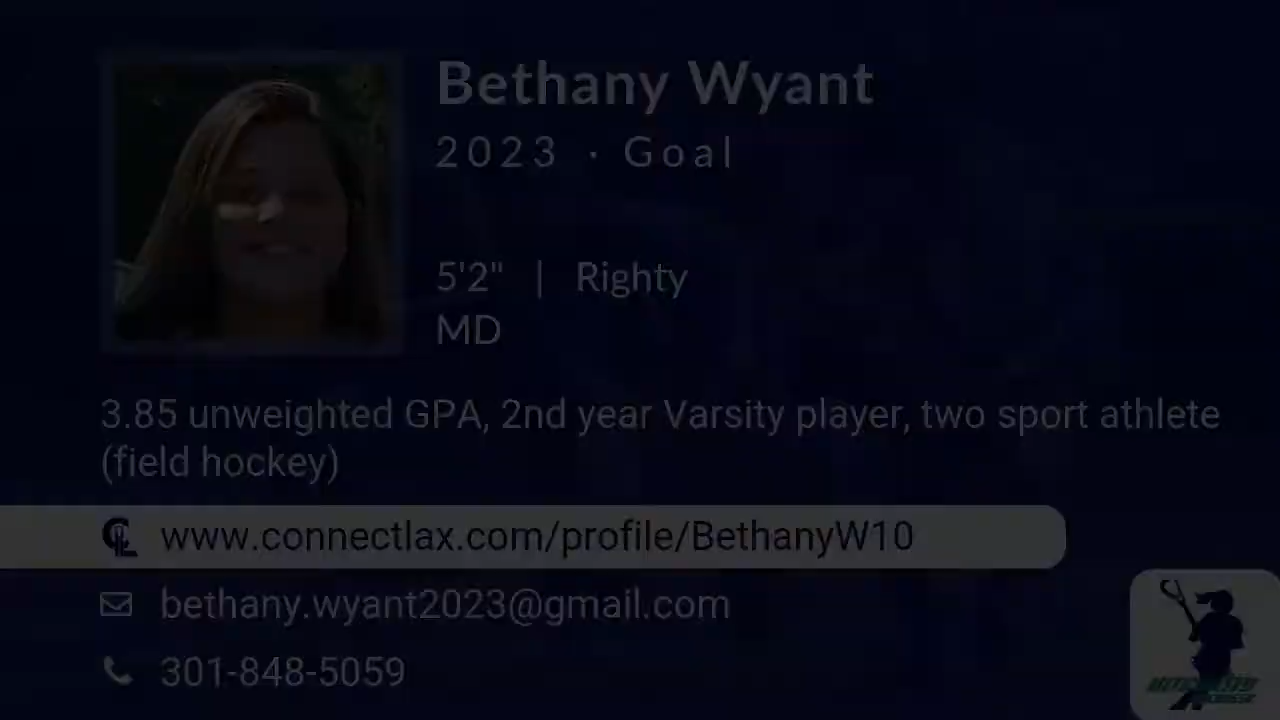 Bethany Wyant
2023 · Goal
5'2" | Righty
MD
3.85 unweighted GPA, 2nd year Varsity player, two sport athlete
(field hockey)
www.connectlax.com/profile/BethanyW10
bethany.wyant2023@gmail.com
301-848-5059